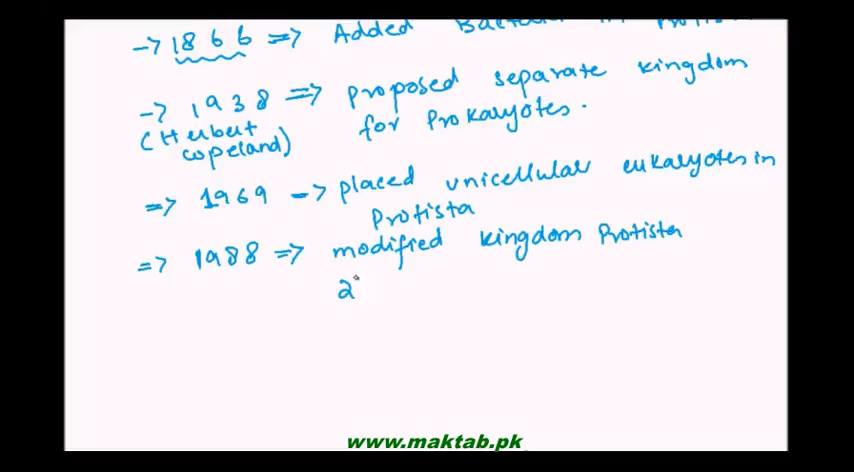 -> 1866 => Added
-> 1938 => Proposed separate kingdom
(Herbert copeland) for Prokaryotes.
=> 1969 -> placed unicellular eukaryotes in
Protista
=> 1988 => modified kingdom Protista
2
www.maktab.pk